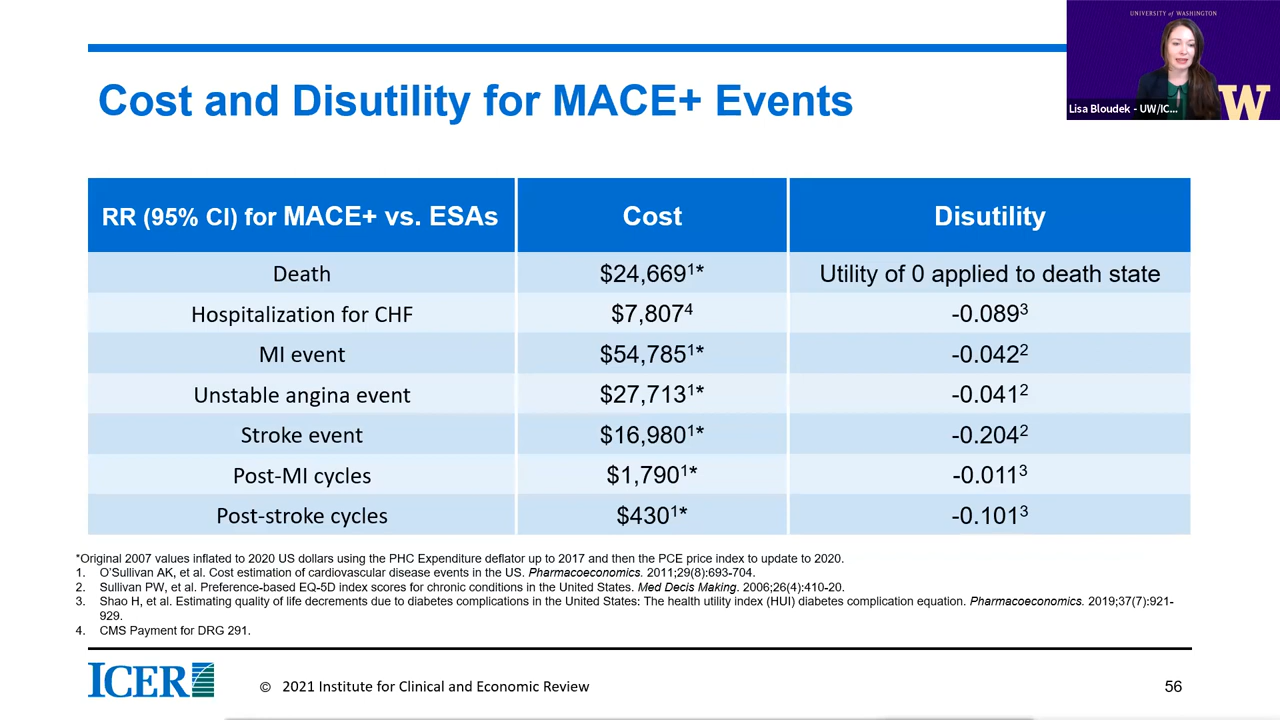 UNIVERSITY of WASHINGTON
W
Lisa Bloudek - UW/IC...
Cost and Disutility for MACE+ Events
RR (95% CI) for MACE+ vs. ESAs Cost Disutility
Death $24,669¹* Utility of 0 applied to death state
Hospitalization for CHF $7,807⁴ -0.089³
MI event $54,785¹* -0.042²
Unstable angina event $27,713¹* -0.041²
Stroke event $16,980¹* -0.204²
Post-MI cycles $1,790¹* -0.011³
Post-stroke cycles $430¹* -0.101³
*Original 2007 values inflated to 2020 US dollars using the PHC Expenditure deflator up to 2017 and then the PCE price index to update to 2020.
1. O'Sullivan AK, et al. Cost estimation of cardiovascular disease events in the US. Pharmacoeconomics. 2011;29(8):693-704.
2. Sullivan PW, et al. Preference-based EQ-5D index scores for chronic conditions in the United States. Med Decis Making. 2006;26(4):410-20.
3. Shao H, et al. Estimating quality of life decrements due to diabetes complications in the United States: The health utility index (HUI) diabetes complication equation. Pharmacoeconomics. 2019;37(7):921-
929.
4. CMS Payment for DRG 291.
ICER
© 2021 Institute for Clinical and Economic Review
56